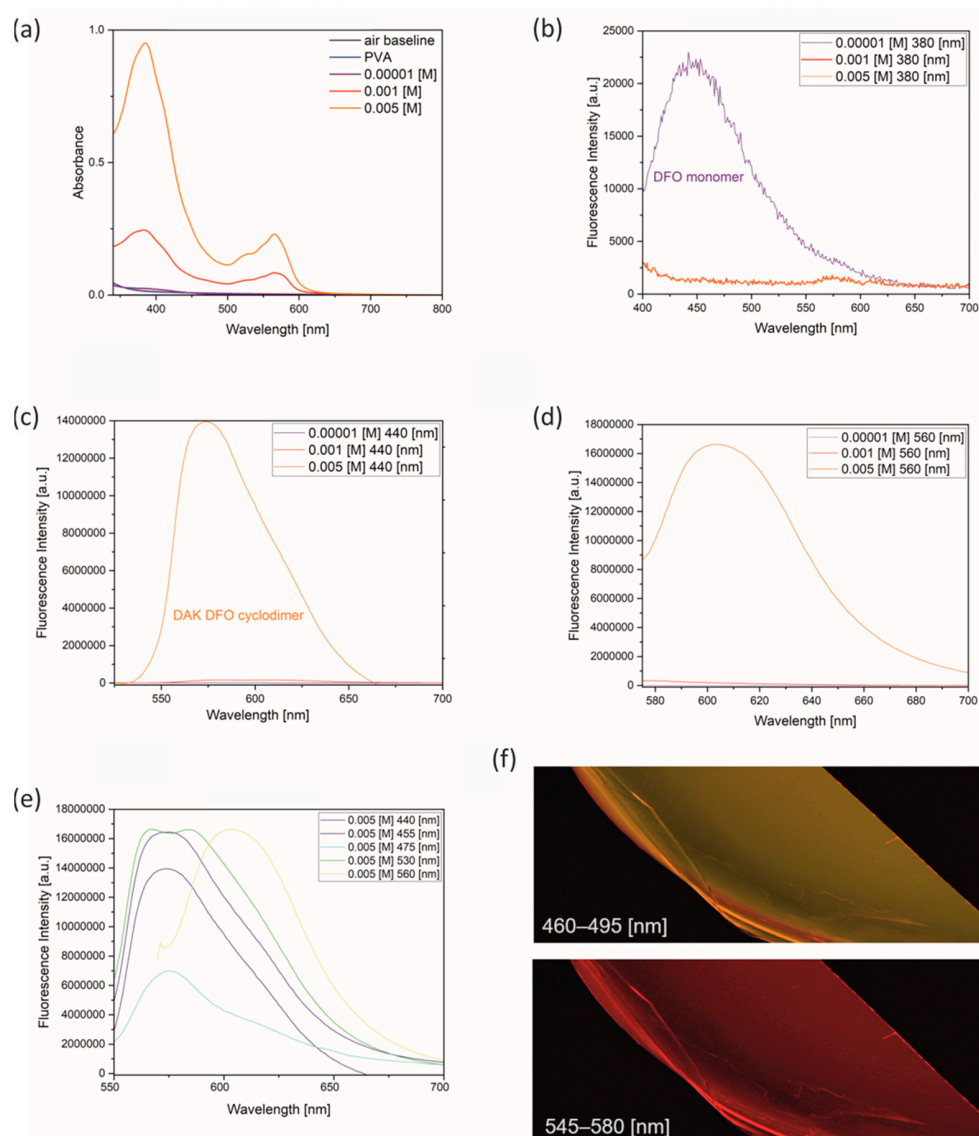 (a)
1.0
0.5
0.0
400
500
600
700
800
Absorbance
Wavelength [nm]
air baseline
PVA
0.00001 [M]
0.001 [M]
0.005 [M]
(b)
25000
20000
15000
10000
5000
0
400
450
500
550
600
650
700
Fluorescence Intensity [a.u.]
Wavelength [nm]
0.00001 [M] 380 [nm]
0.001 [M] 380 [nm]
0.005 [M] 380 [nm]
DFO monomer
(c)
14000000
12000000
10000000
8000000
6000000
4000000
2000000
0
550
600
650
700
Fluorescence Intensity [a.u.]
Wavelength [nm]
0.00001 [M] 440 [nm]
0.001 [M] 440 [nm]
0.005 [M] 440 [nm]
DAK DFO cyclodimer
(d)
18000000
16000000
14000000
12000000
10000000
8000000
6000000
4000000
2000000
0
580
600
620
640
660
680
700
Fluorescence Intensity [a.u.]
Wavelength [nm]
0.00001 [M] 560 [nm]
0.001 [M] 560 [nm]
0.005 [M] 560 [nm]
(e)
18000000
16000000
14000000
12000000
10000000
8000000
6000000
4000000
2000000
0
550
600
650
700
Fluorescence Intensity [a.u.]
Wavelength [nm]
0.005 [M] 440 [nm]
0.005 [M] 455 [nm]
0.005 [M] 475 [nm]
0.005 [M] 530 [nm]
0.005 [M] 560 [nm]
(f)
460–495 [nm]
545–580 [nm]